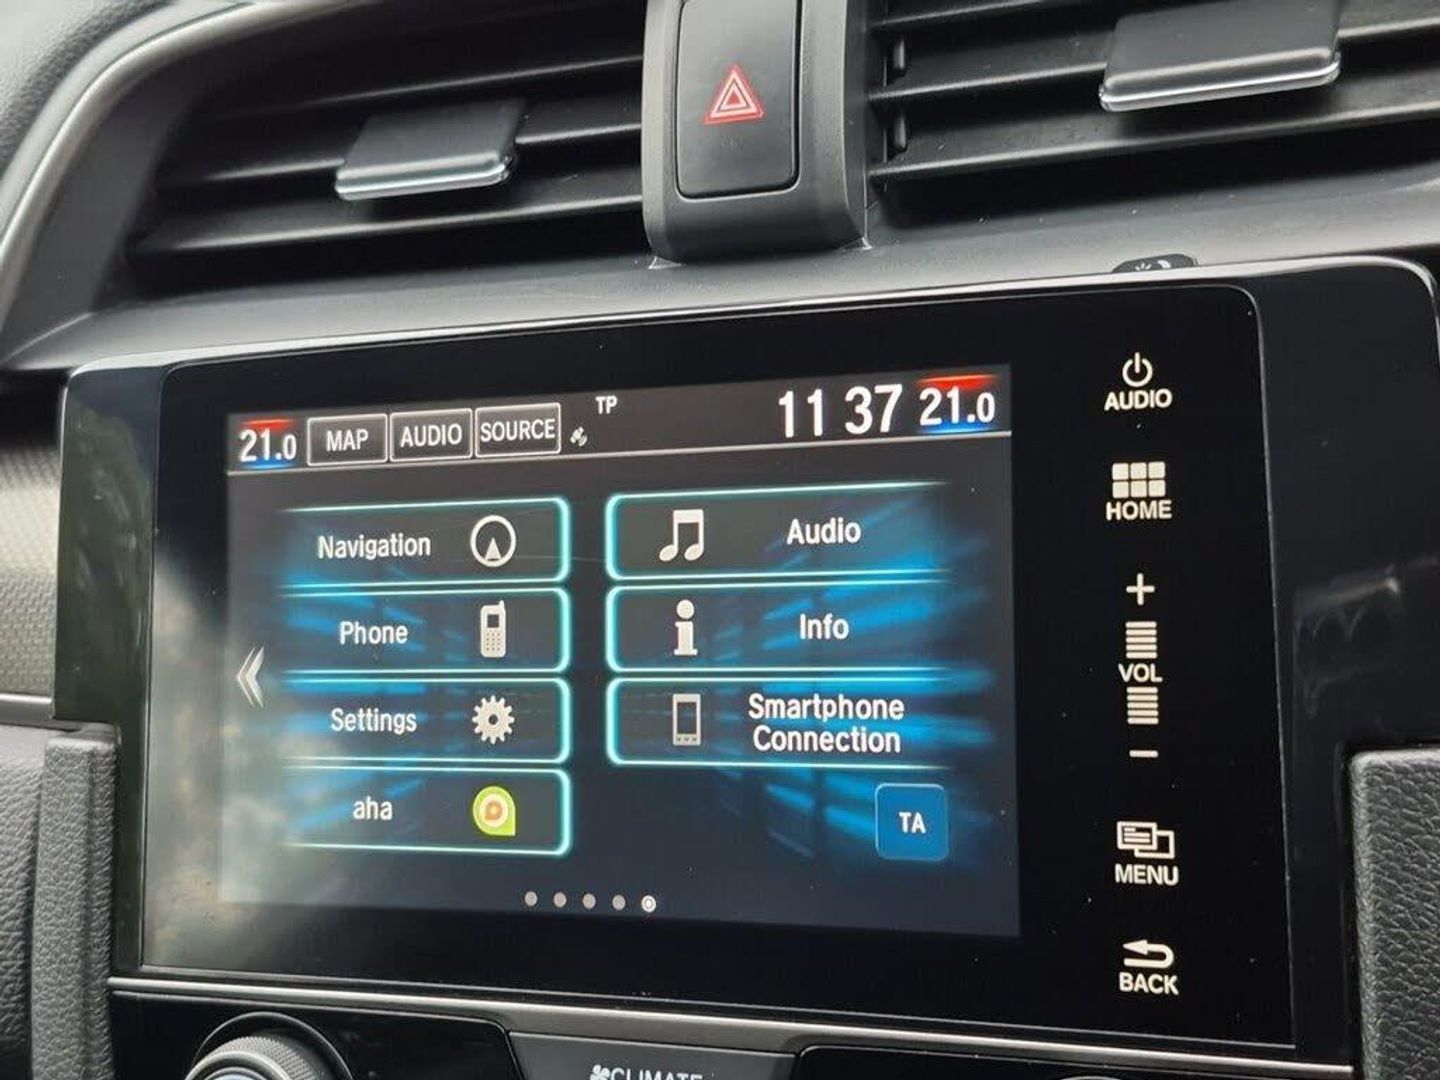 21.0 MAP AUDIO SOURCE TP 11 37 21.0
Navigation
Audio
Phone
Info
Settings
Smartphone
Connection
aha
TA
AUDIO
HOME
+
VOL
−
MENU
BACK
CLIMATE